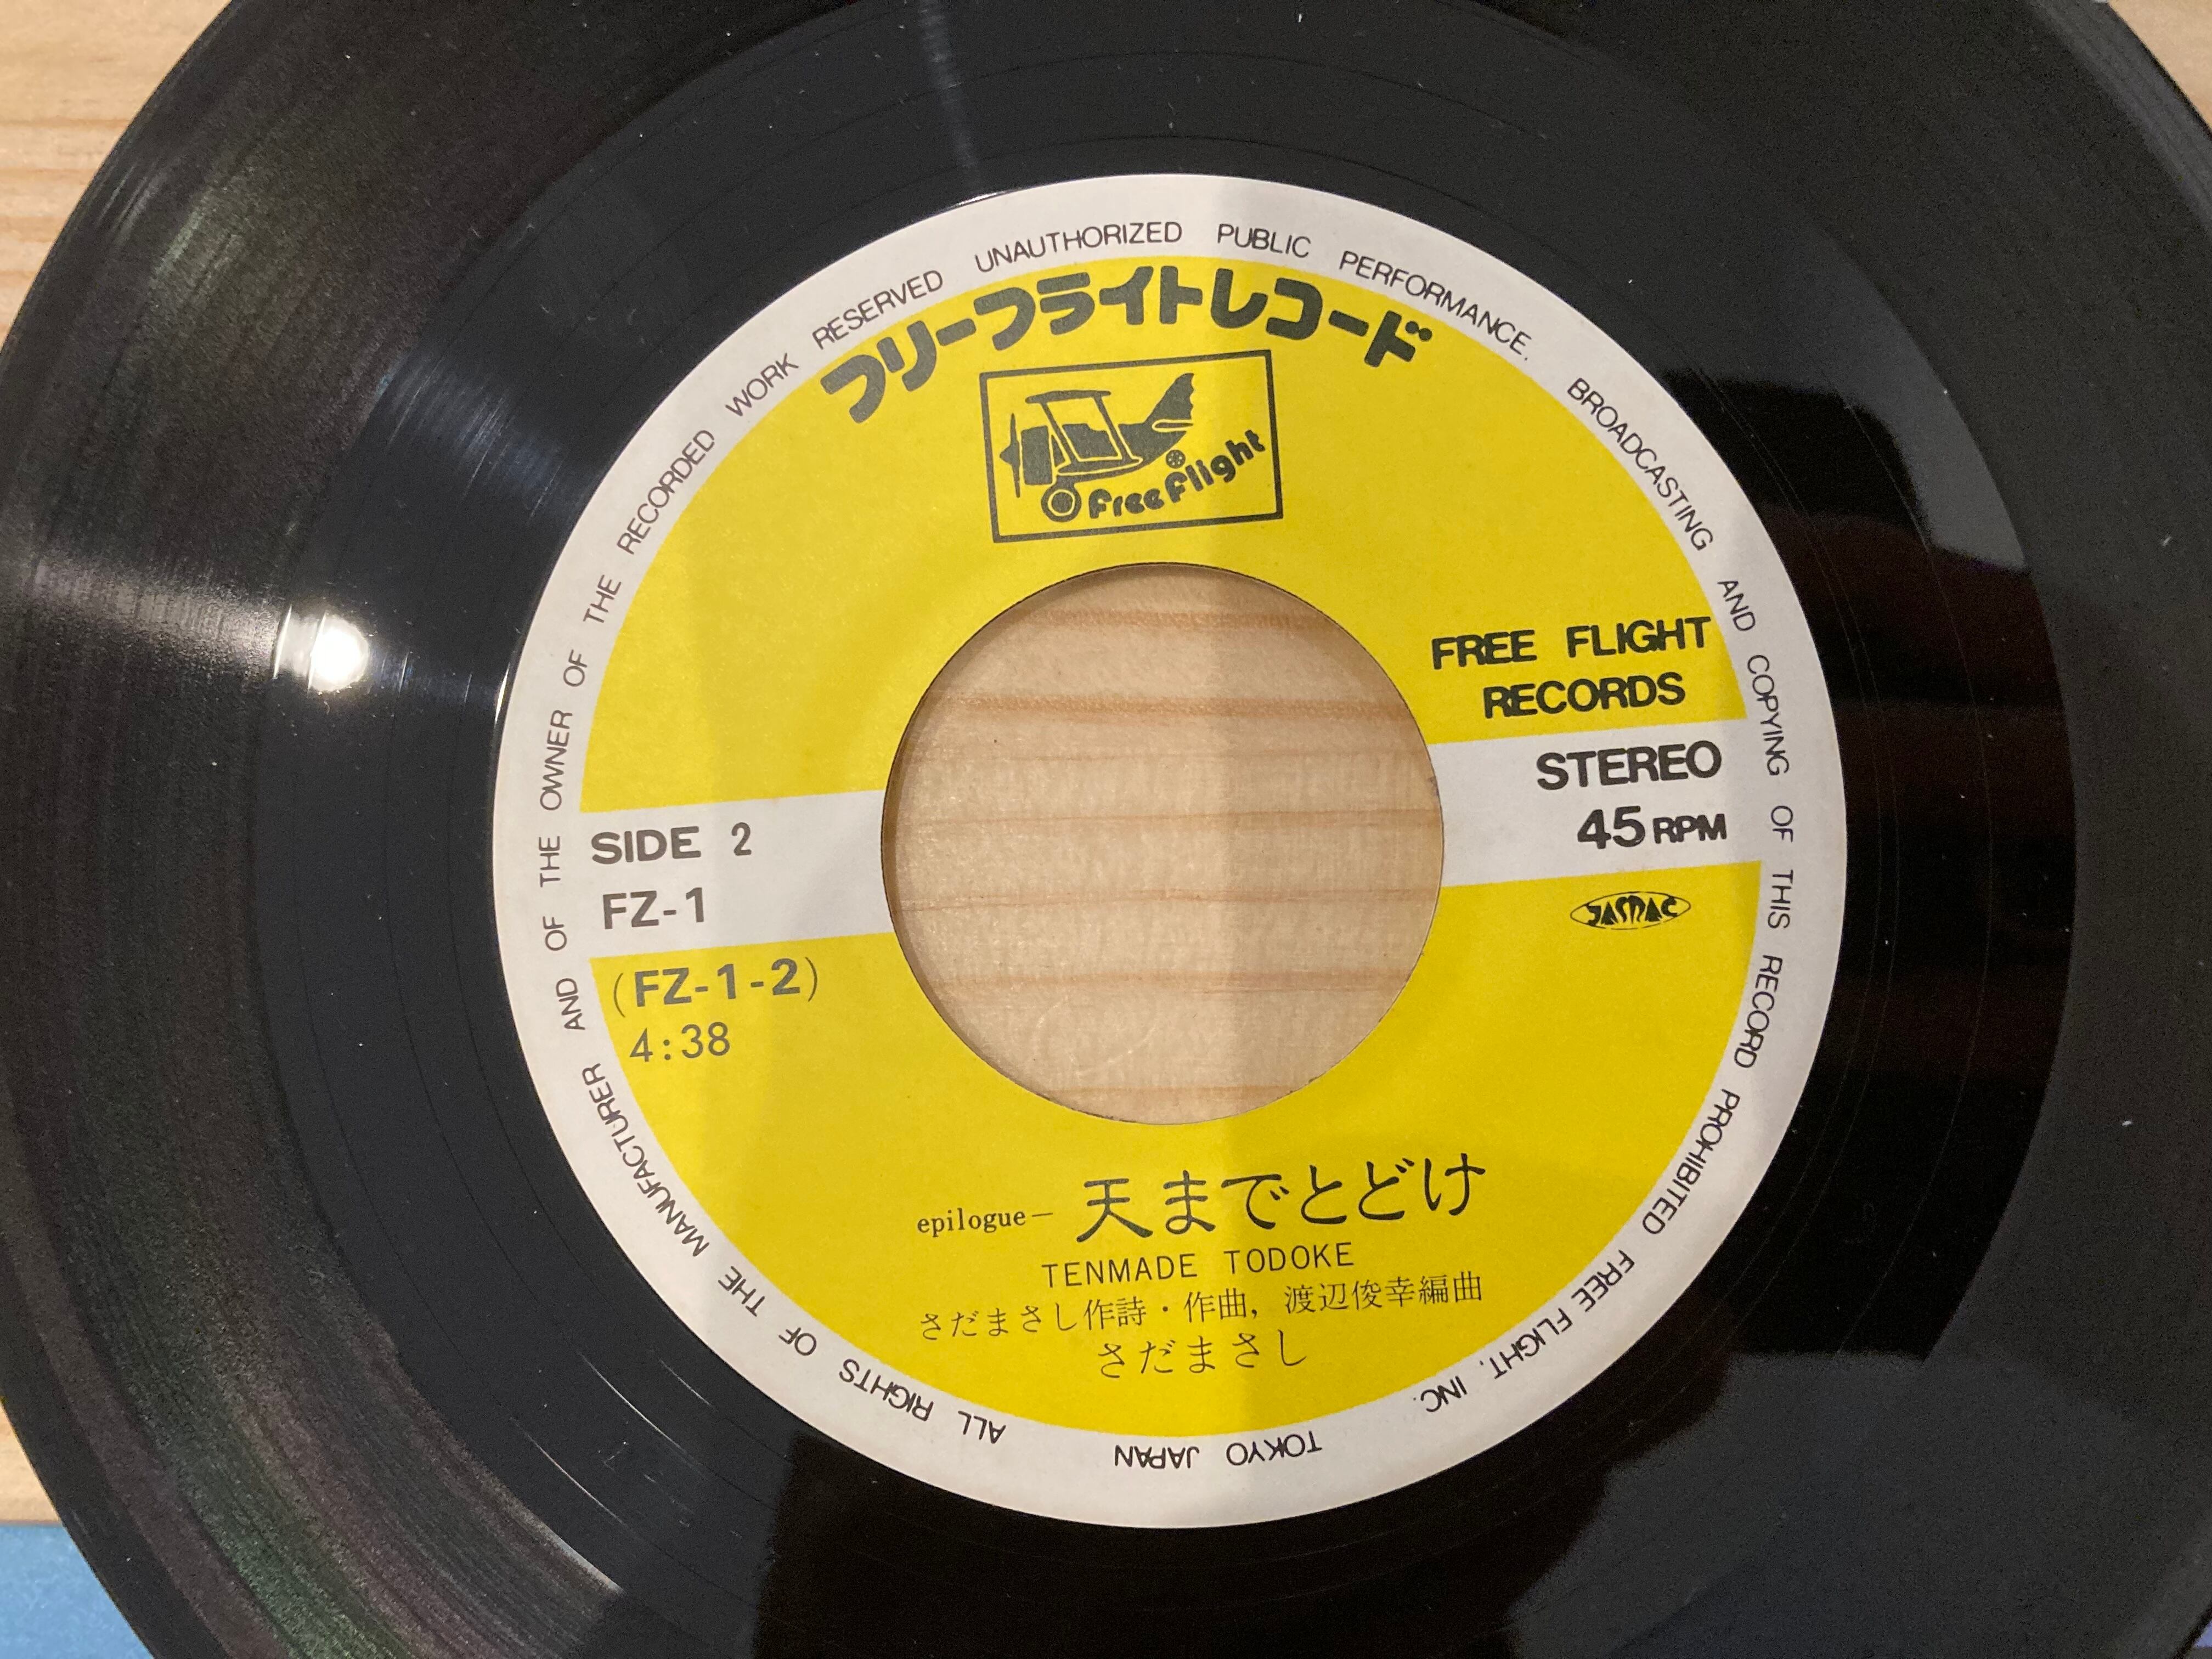 ALL RIGHTS OF THE MANUFACTURER AND OF THE OWNER OF THE RECORDED WORK RESERVED UNAUTHORIZED PUBLIC PERFORMANCE. BROADCASTING AND COPYING OF THIS RECORD PROHIBITED FREE FLIGHT, INC. TOKYO JAPAN
フリーフライトレコード
Free Flight
FREE FLIGHT
RECORDS
STEREO
45 RPM
JASRAC
SIDE 2
FZ-1
(FZ-1-2)
4:38
epilogue— 天までとどけ
TENMADE TODOKE
さだまさし作詩・作曲, 渡辺俊幸編曲
さだまさし